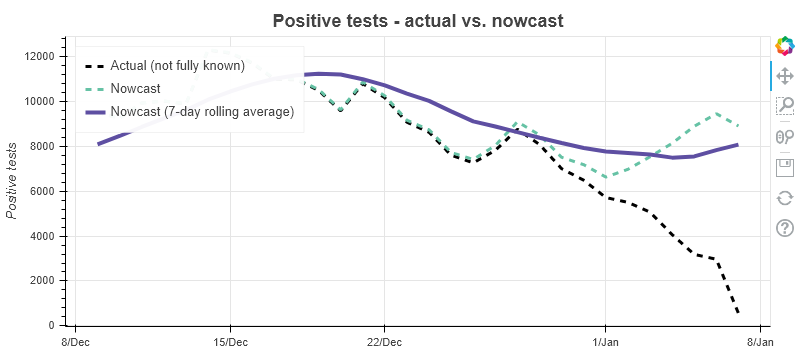 Positive tests - actual vs. nowcast
Actual (not fully known)
Nowcast
Nowcast (7-day rolling average)
Positive tests
12000
10000
8000
6000
4000
2000
0
8/Dec
15/Dec
22/Dec
1/Jan
8/Jan